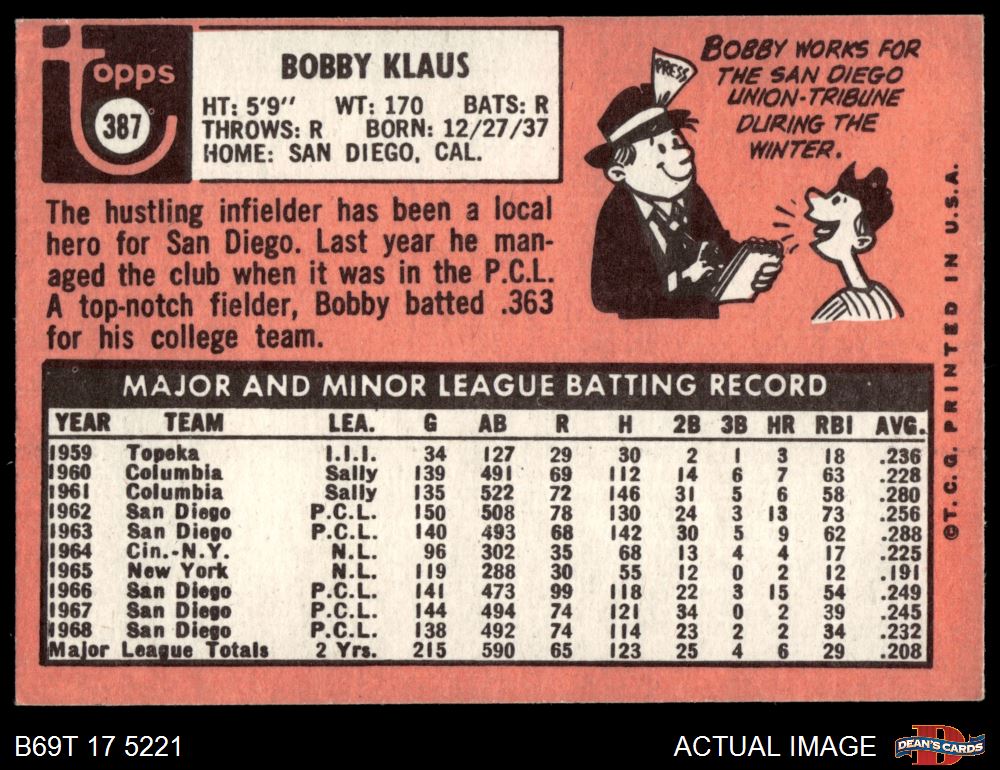 Topps
387
BOBBY KLAUS
HT: 5'9" WT: 170 BATS: R
THROWS: R BORN: 12/27/37
HOME: SAN DIEGO, CAL.
The hustling infielder has been a local
hero for San Diego. Last year he man-
aged the club when it was in the P.C.L.
A top-notch fielder, Bobby batted .363
for his college team.
PRESS
BOBBY WORKS FOR
THE SAN DIEGO
UNION-TRIBUNE
DURING THE
WINTER.
MAJOR AND MINOR LEAGUE BATTING RECORD
YEAR TEAM LEA. G AB R H 2B 3B HR RBI AVG.
1959 Topeka I.I.I. 34 127 29 30 2 1 3 18 .236
1960 Columbia Sally 139 491 69 112 14 6 7 63 .228
1961 Columbia Sally 135 522 72 146 31 5 6 58 .280
1962 San Diego P.C.L. 150 508 78 130 24 3 13 73 .256
1963 San Diego P.C.L. 140 493 68 142 30 5 9 62 .288
1964 Cin.-N.Y. N.L. 96 302 35 68 13 4 4 17 .225
1965 New York N.L. 119 288 30 55 12 0 2 12 .191
1966 San Diego P.C.L. 141 473 99 118 22 3 15 54 .249
1967 San Diego P.C.L. 144 494 74 121 34 0 2 39 .245
1968 San Diego P.C.L. 138 492 74 114 23 2 2 34 .232
Major League Totals 2 Yrs. 215 590 65 123 25 4 6 29 .208
©T. C. G. PRINTED IN U.S.A.
B69T 17 5221
ACTUAL IMAGE
D
DEAN'S CARDS